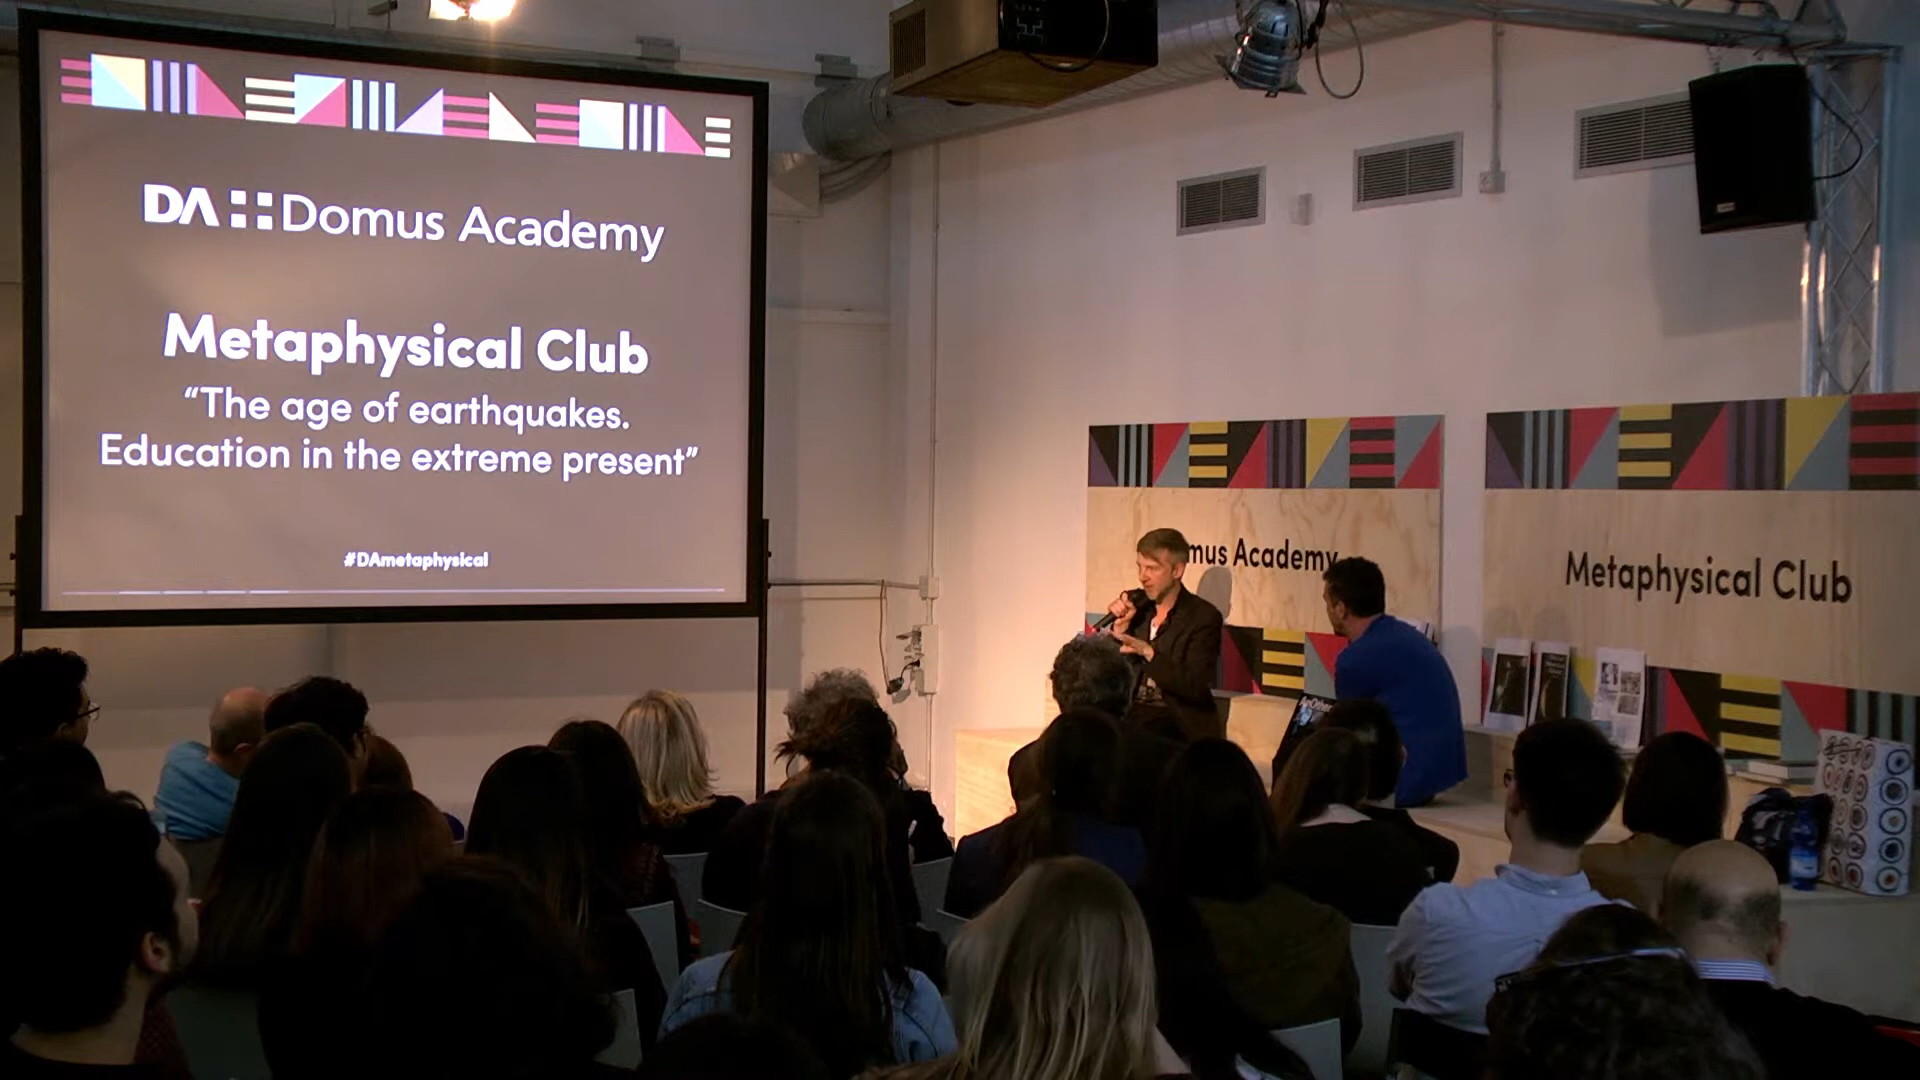 DA Domus Academy
Metaphysical Club
“The age of earthquakes.
Education in the extreme present”
#DAmetaphysical
mus Academy
Metaphysical Club
AnOther